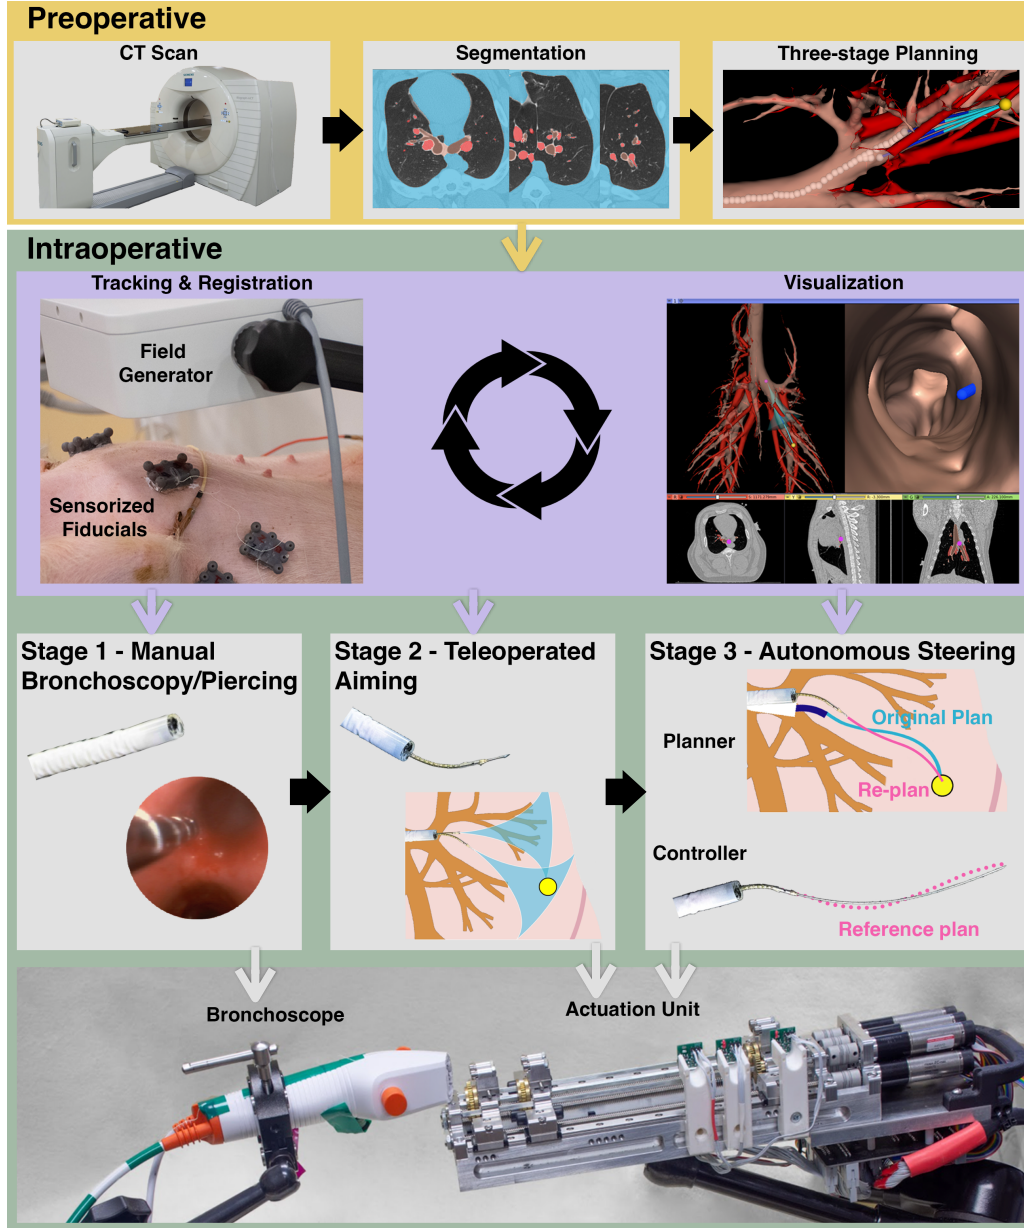 Preoperative
CT Scan
Segmentation
Three-stage Planning
Intraoperative
Tracking & Registration
Visualization
Field
Generator
Sensorized
Fiducials
Stage 1 - Manual
Bronchoscopy/Piercing
Stage 2 - Teleoperated
Aiming
Stage 3 - Autonomous Steering
Planner
Original Plan
Re-plan
Controller
Reference plan
Bronchoscope
Actuation Unit